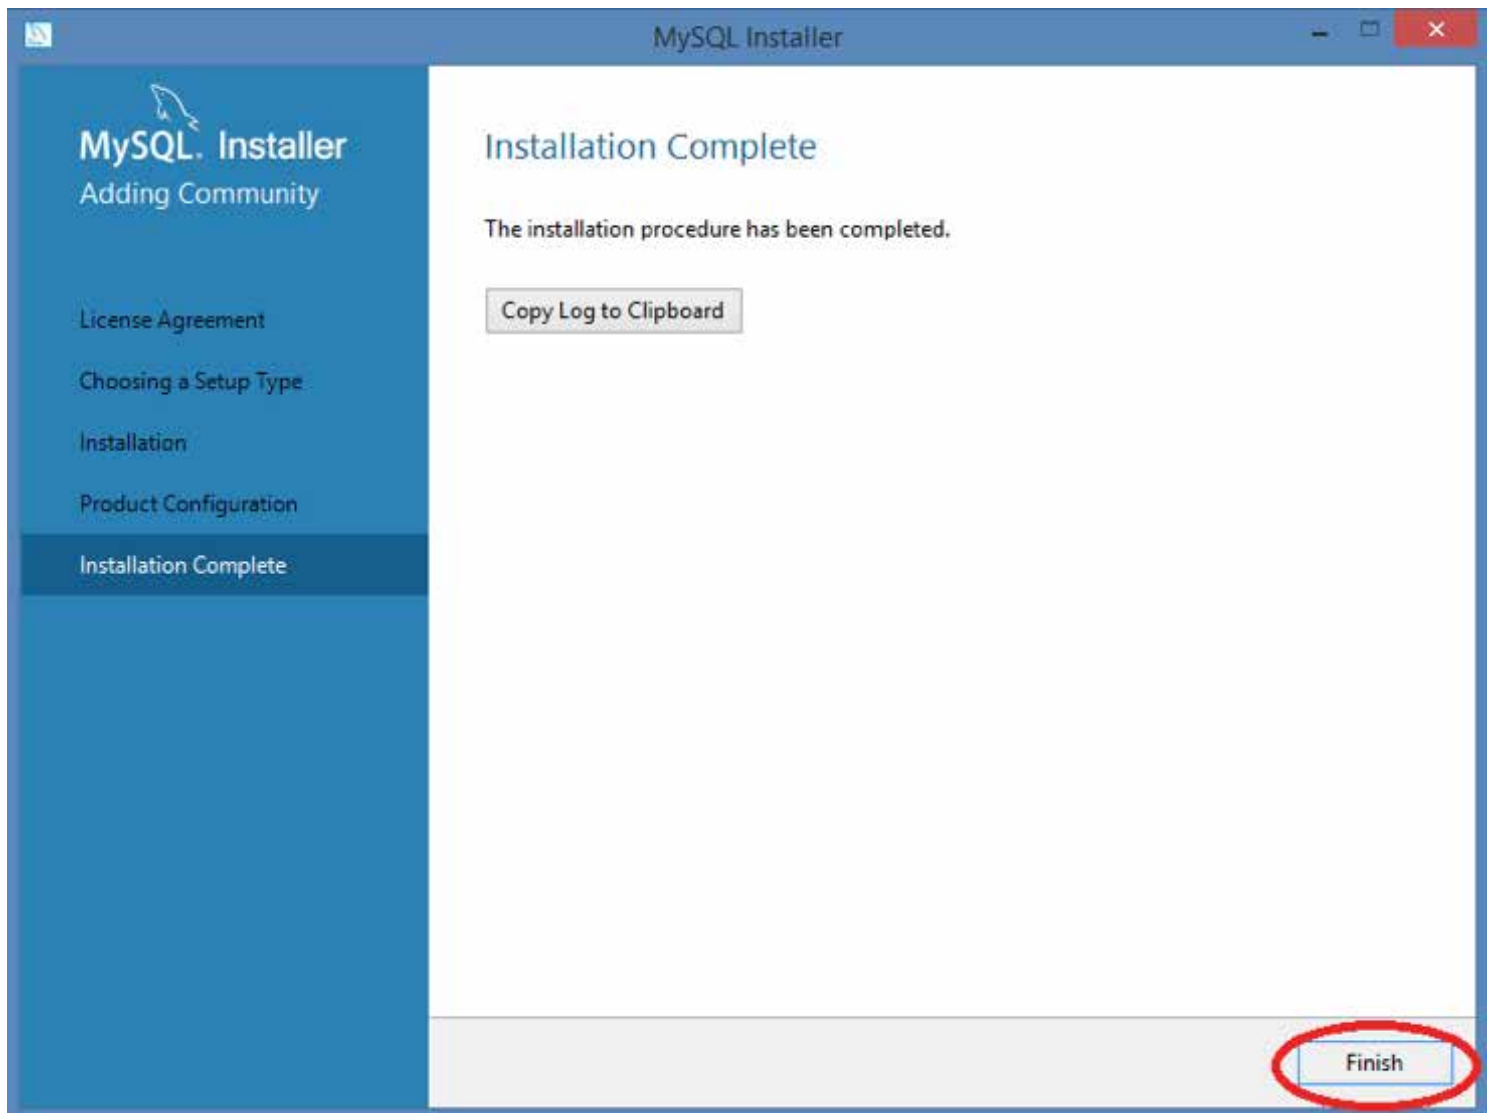 MySQL Installer
MySQL. Installer
Adding Community
License Agreement
Choosing a Setup Type
Installation
Product Configuration
Installation Complete
Installation Complete
The installation procedure has been completed.
Copy Log to Clipboard
Finish